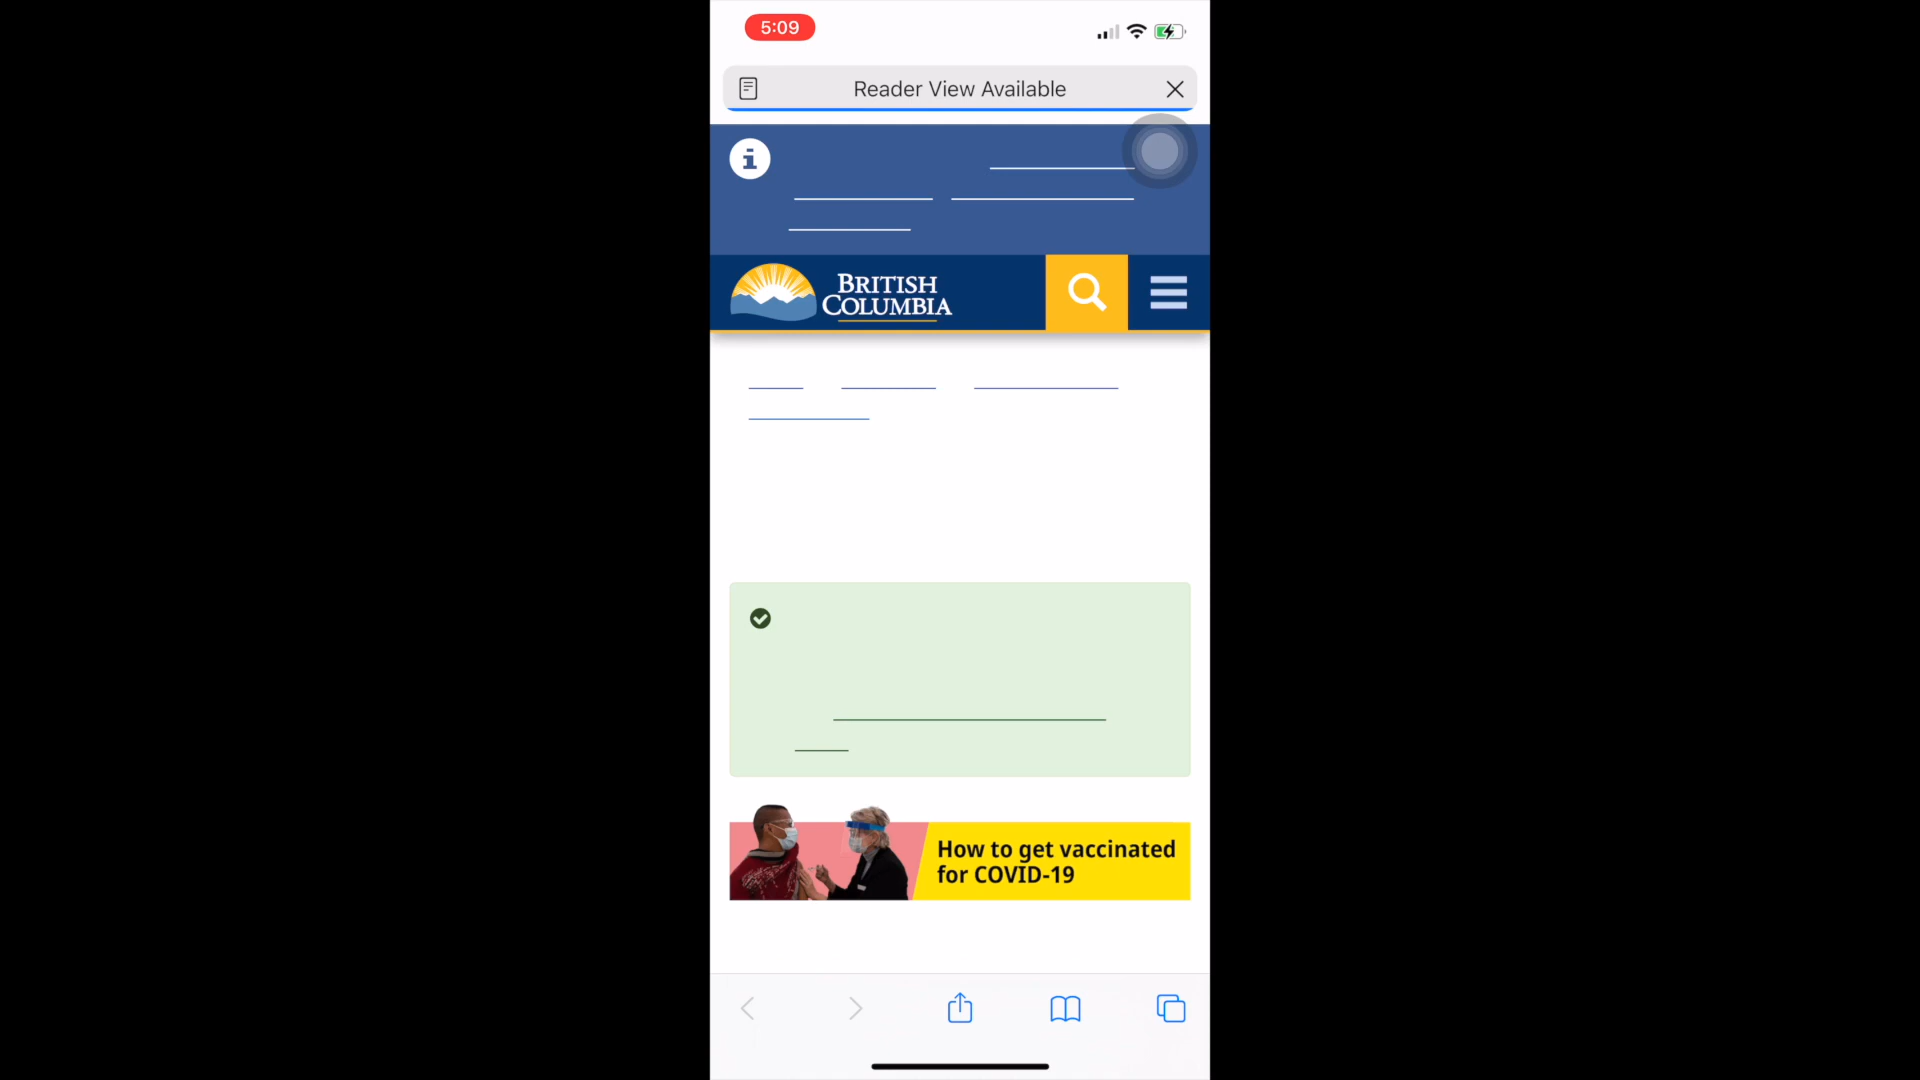 5:09
Reader View Available
BRITISH
COLUMBIA
How to get vaccinated
for COVID-19